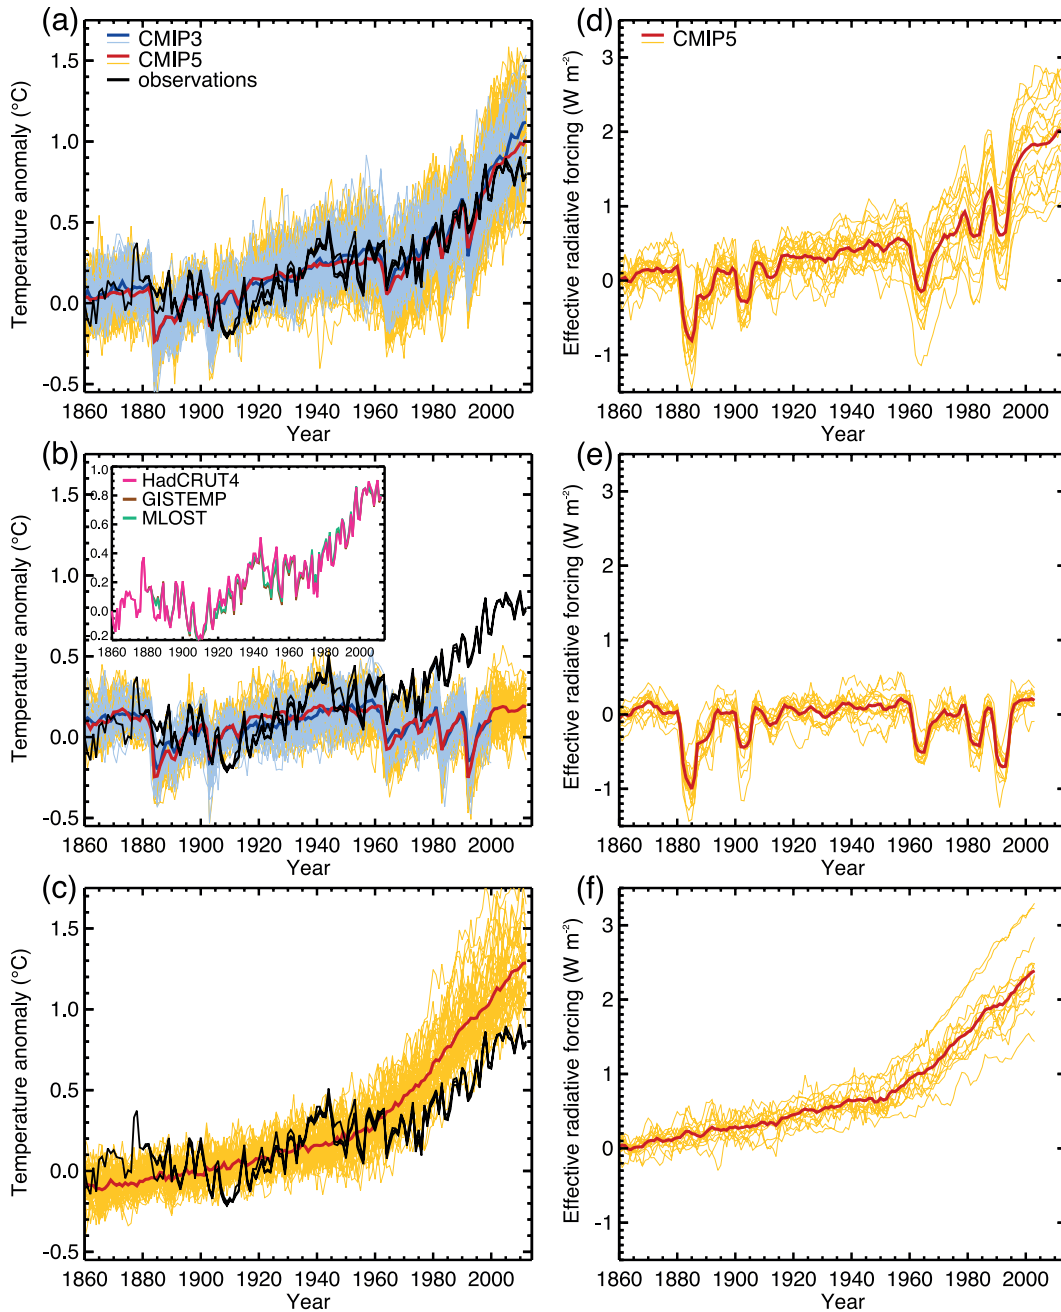 (a)
CMIP3
CMIP5
observations
Temperature anomaly (°C)
1.5
1.0
0.5
0.0
-0.5
1860 1880 1900 1920 1940 1960 1980 2000
Year
(d)
CMIP5
Effective radiative forcing (W m⁻²)
3
2
1
0
-1
1860 1880 1900 1920 1940 1960 1980 2000
Year
(b)
HadCRUT4
GISTEMP
MLOST
1.0
0.8
0.6
0.4
0.2
0.0
-0.2
1860 1880 1900 1920 1940 1960 1980 2000
Temperature anomaly (°C)
1.5
1.0
0.5
0.0
-0.5
1860 1880 1900 1920 1940 1960 1980 2000
Year
(e)
Effective radiative forcing (W m⁻²)
3
2
1
0
-1
1860 1880 1900 1920 1940 1960 1980 2000
Year
(c)
Temperature anomaly (°C)
1.5
1.0
0.5
0.0
-0.5
1860 1880 1900 1920 1940 1960 1980 2000
Year
(f)
Effective radiative forcing (W m⁻²)
3
2
1
0
-1
1860 1880 1900 1920 1940 1960 1980 2000
Year